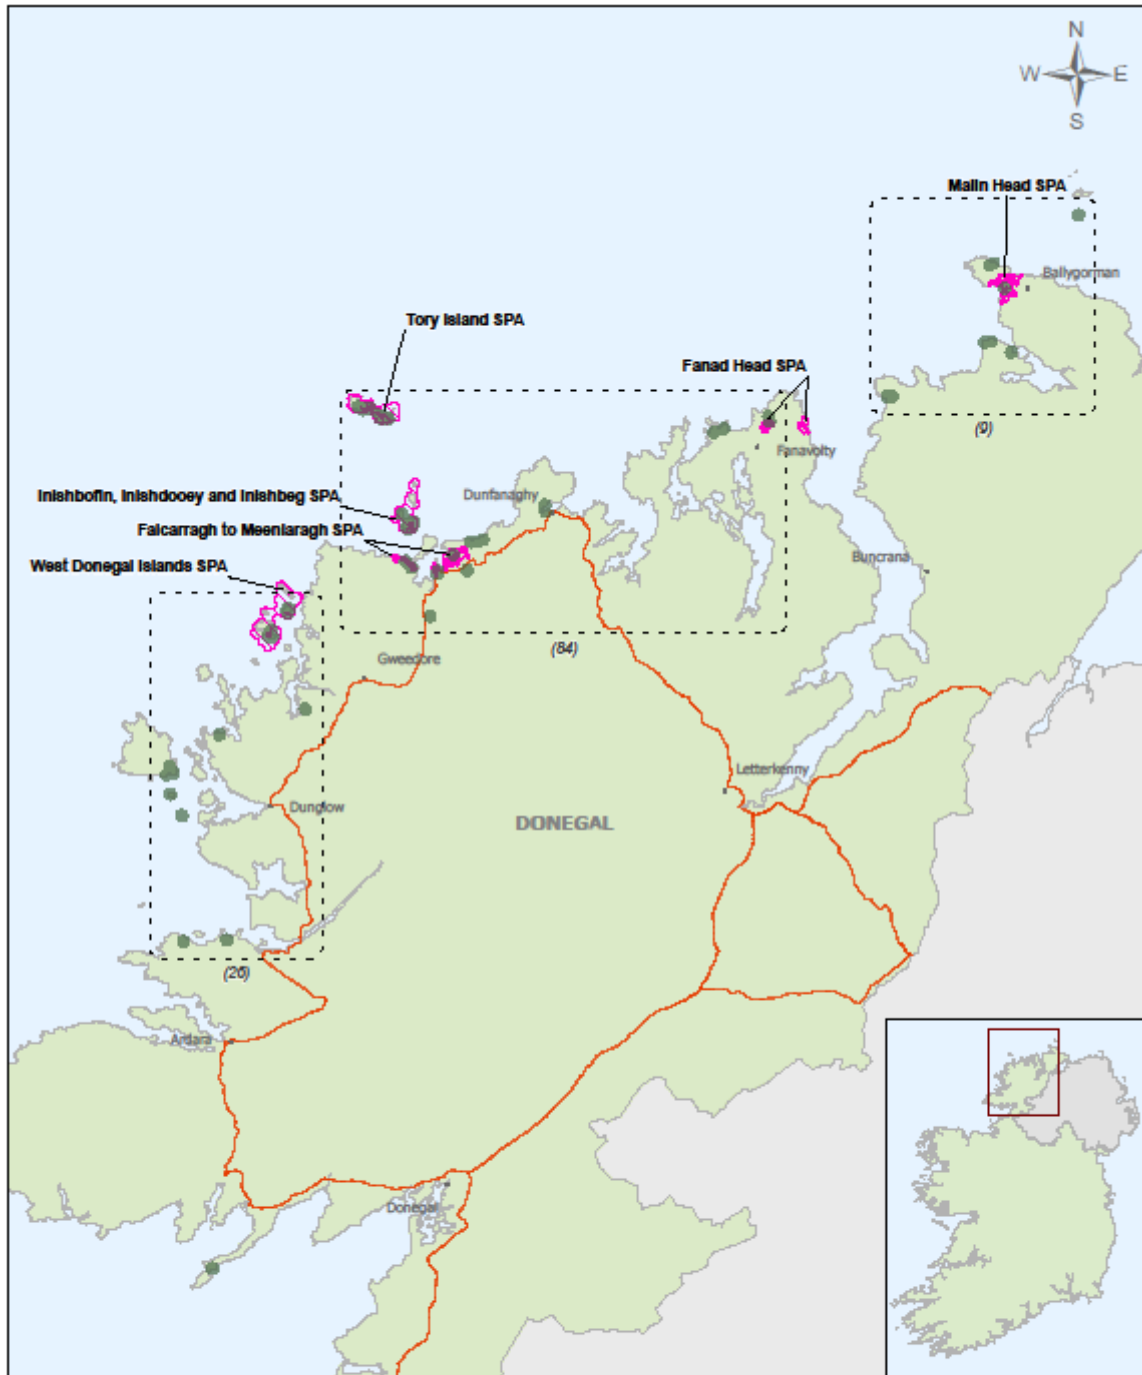 N
W E
S
Malin Head SPA
Ballygorman
Tory Island SPA
Fanad Head SPA
(9)
Fanavolty
Inishbofin, Inishdooey and Inishbeg SPA
Dunfanaghy
Falcarragh to Meenlaragh SPA
West Donegal Islands SPA
Buncrana
(84)
Gweedore
Letterkenny
Dunglow
DONEGAL
(26)
Ardara
Donegal